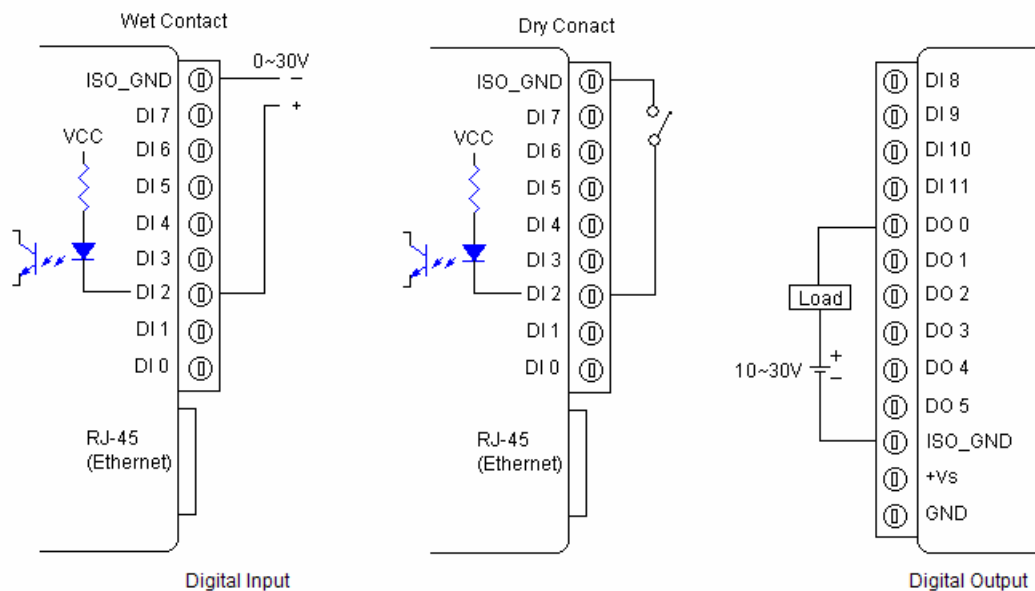 Wet Contact
0~30V
−
+
ISO_GND
DI 7
DI 6
DI 5
DI 4
DI 3
DI 2
DI 1
DI 0
VCC
RJ-45
(Ethernet)
Dry Conact
ISO_GND
DI 7
DI 6
DI 5
DI 4
DI 3
DI 2
DI 1
DI 0
VCC
RJ-45
(Ethernet)
Digital Input
DI 8
DI 9
DI 10
DI 11
DO 0
DO 1
DO 2
DO 3
DO 4
DO 5
ISO_GND
+Vs
GND
Load
10~30V
+
−
Digital Output